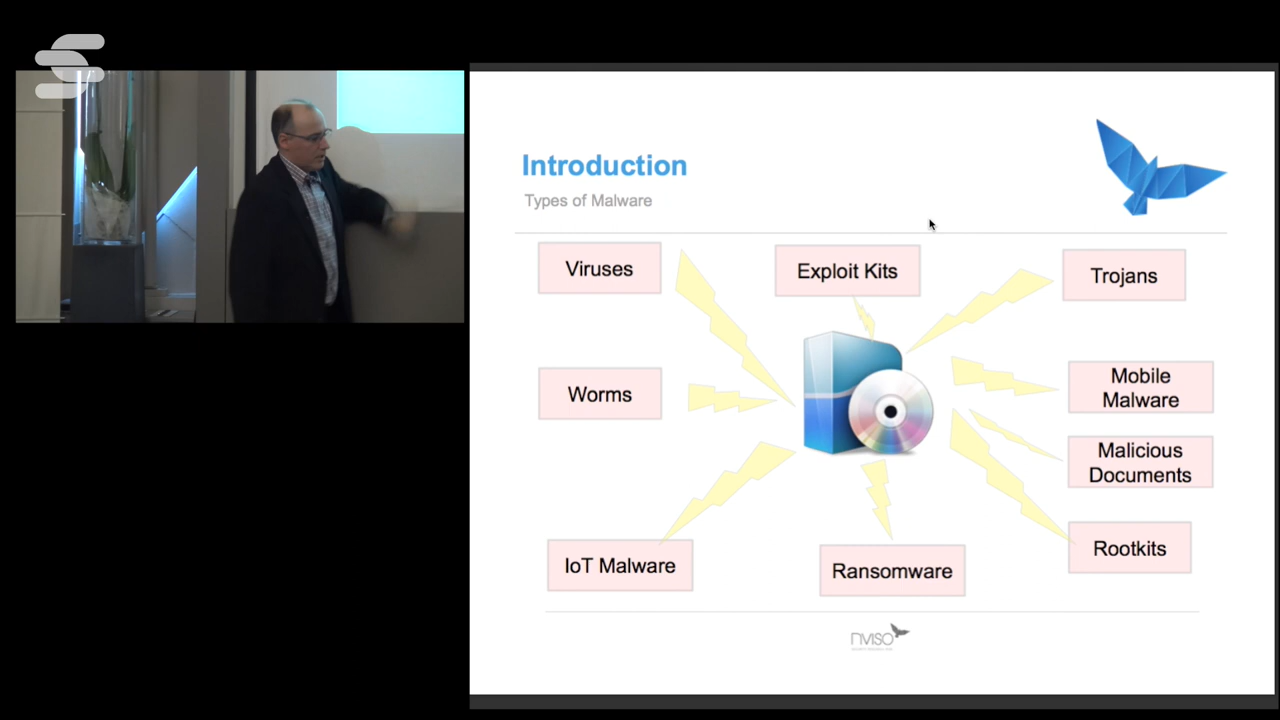 Introduction
Types of Malware
Viruses
Exploit Kits
Trojans
Worms
Mobile
Malware
Malicious
Documents
IoT Malware
Ransomware
Rootkits
NVISO